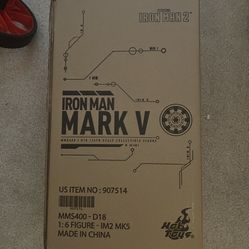 IRON MAN 2
IRON MAN
MARK V
US ITEM NO : 907514
MMS400 - D18
1 : 6 FIGURE - IM2 MK5
MADE IN CHINA
Hot Toys